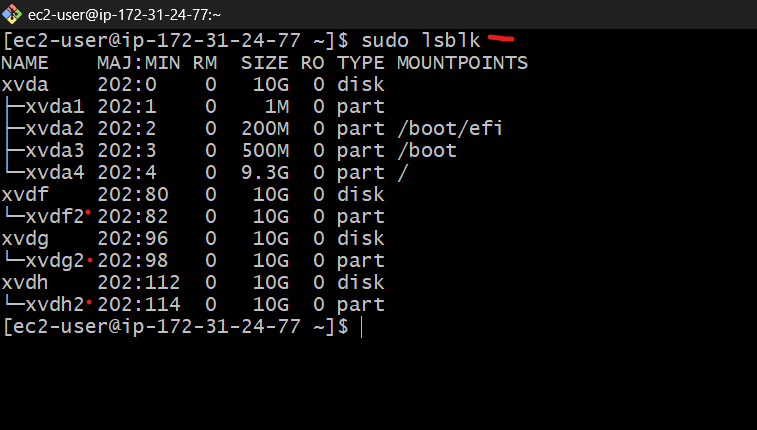 ec2-user@ip-172-31-24-77:~
[ec2-user@ip-172-31-24-77 ~]$ sudo lsblk
NAME    MAJ:MIN RM  SIZE RO TYPE MOUNTPOINTS
xvda    202:0    0   10G  0 disk
├─xvda1 202:1    0    1M  0 part
├─xvda2 202:2    0  200M  0 part /boot/efi
├─xvda3 202:3    0  500M  0 part /boot
└─xvda4 202:4    0  9.3G  0 part /
xvdf    202:80   0   10G  0 disk
└─xvdf2 202:82   0   10G  0 part
xvdg    202:96   0   10G  0 disk
└─xvdg2 202:98   0   10G  0 part
xvdh    202:112  0   10G  0 disk
└─xvdh2 202:114  0   10G  0 part
[ec2-user@ip-172-31-24-77 ~]$